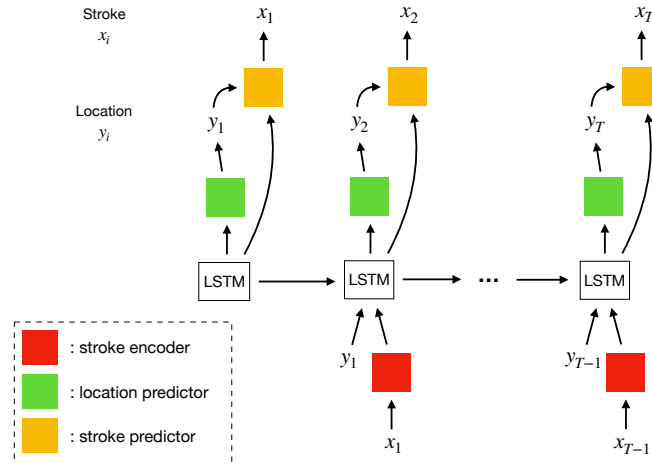 Stroke
x_i
x_1
x_2
x_T
Location
y_i
y_1
y_2
y_T
LSTM
LSTM
...
LSTM
y_1
y_{T−1}
x_1
x_{T−1}
: stroke encoder
: location predictor
: stroke predictor